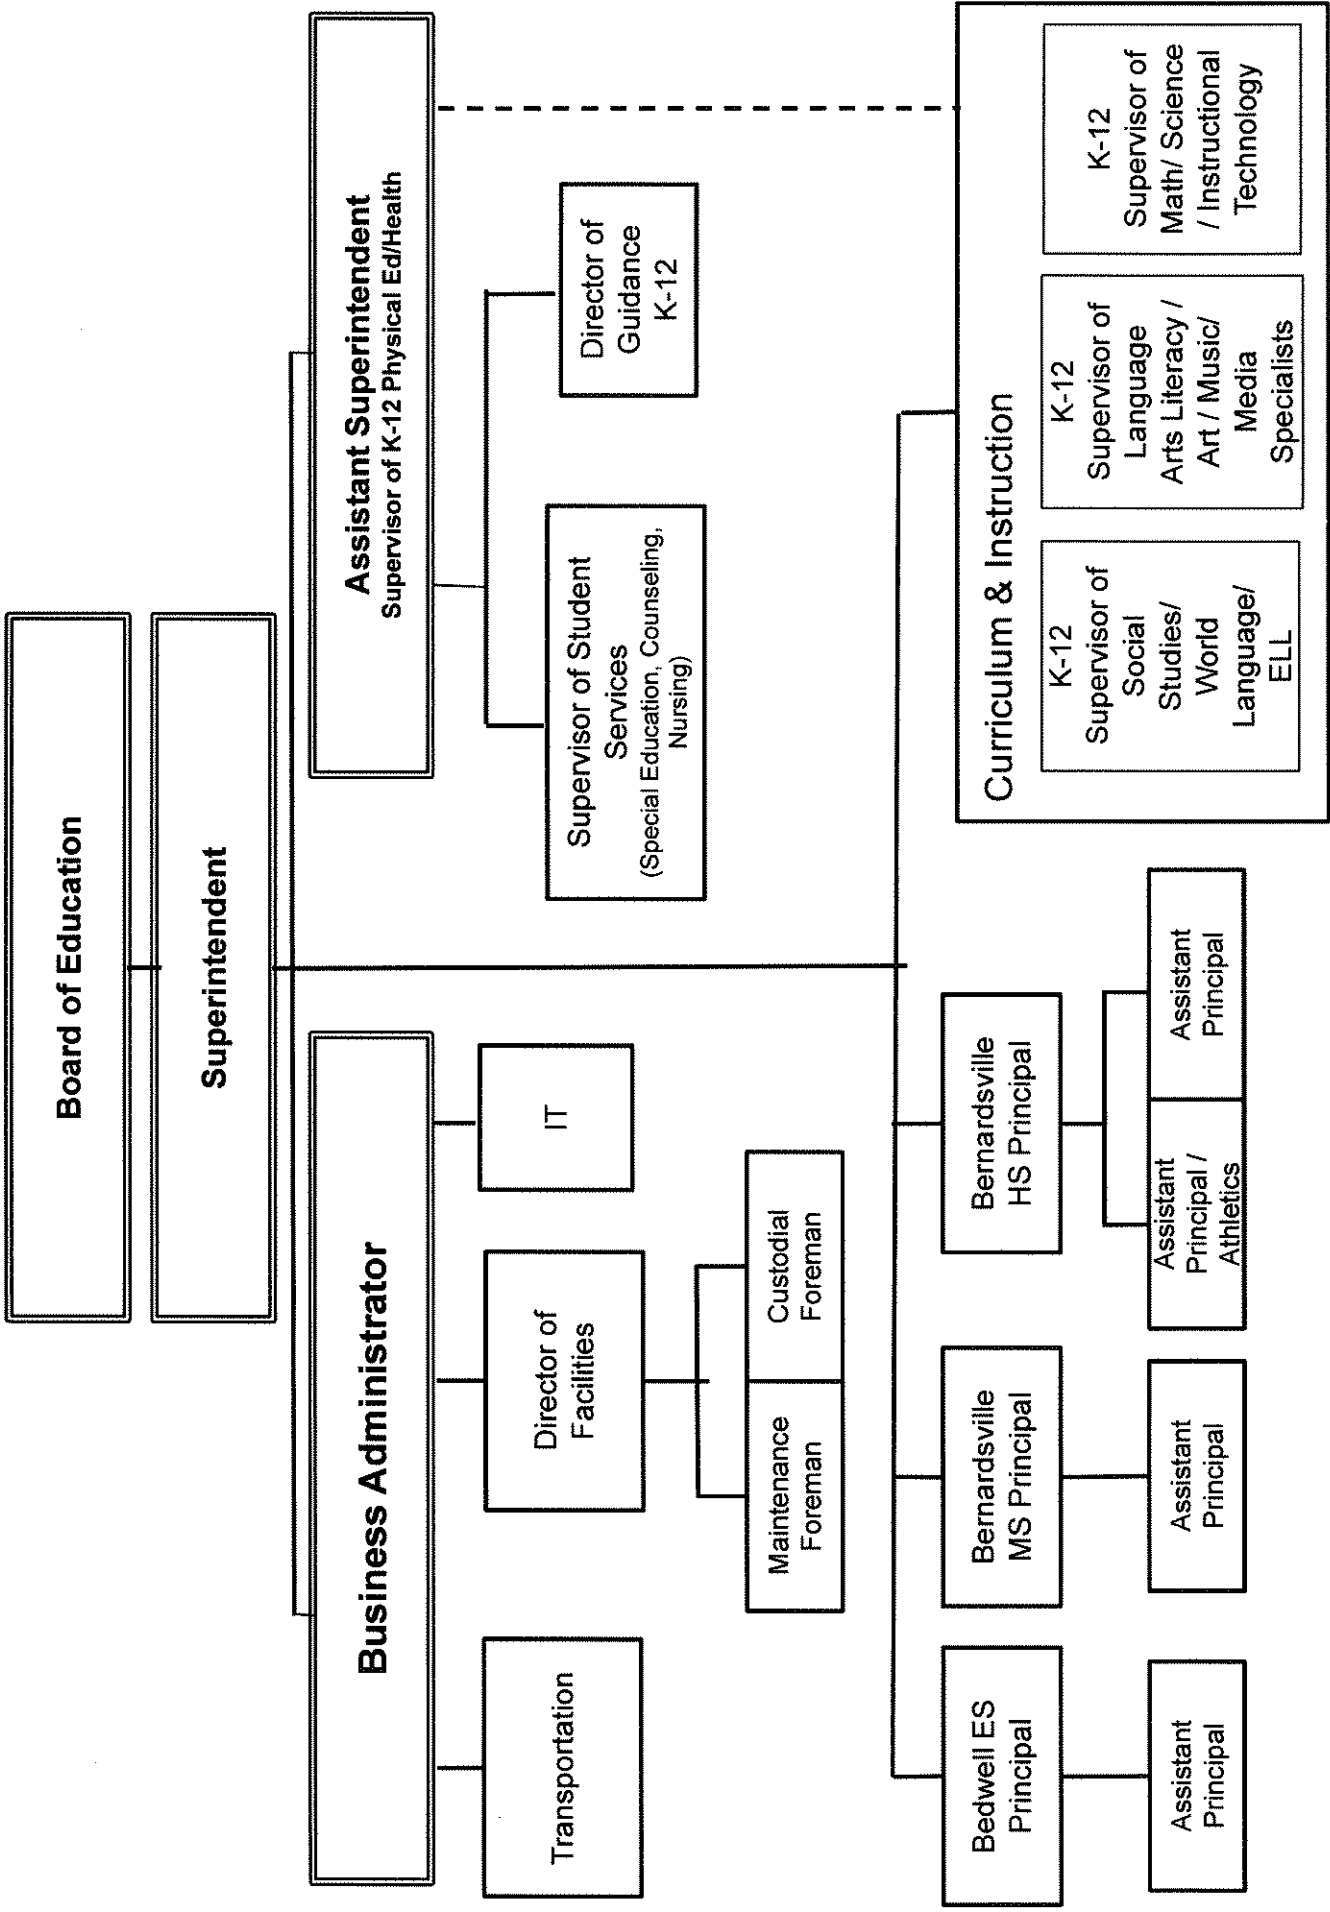 Board of Education
Superintendent
Business Administrator
Assistant Superintendent
Supervisor of K-12 Physical Ed/Health
Transportation
Director of
Facilities
IT
Maintenance
Foreman
Custodial
Foreman
Supervisor of Student
Services
(Special Education, Counseling,
Nursing)
Director of
Guidance
K-12
Bedwell ES
Principal
Assistant
Principal
Bernardsville
MS Principal
Assistant
Principal
Bernardsville
HS Principal
Assistant
Principal /
Athletics
Assistant
Principal
Curriculum & Instruction
K-12
Supervisor of
Social
Studies/
World
Language/
ELL
K-12
Supervisor of
Language
Arts Literacy /
Art / Music/
Media
Specialists
K-12
Supervisor of
Math/ Science
/ Instructional
Technology